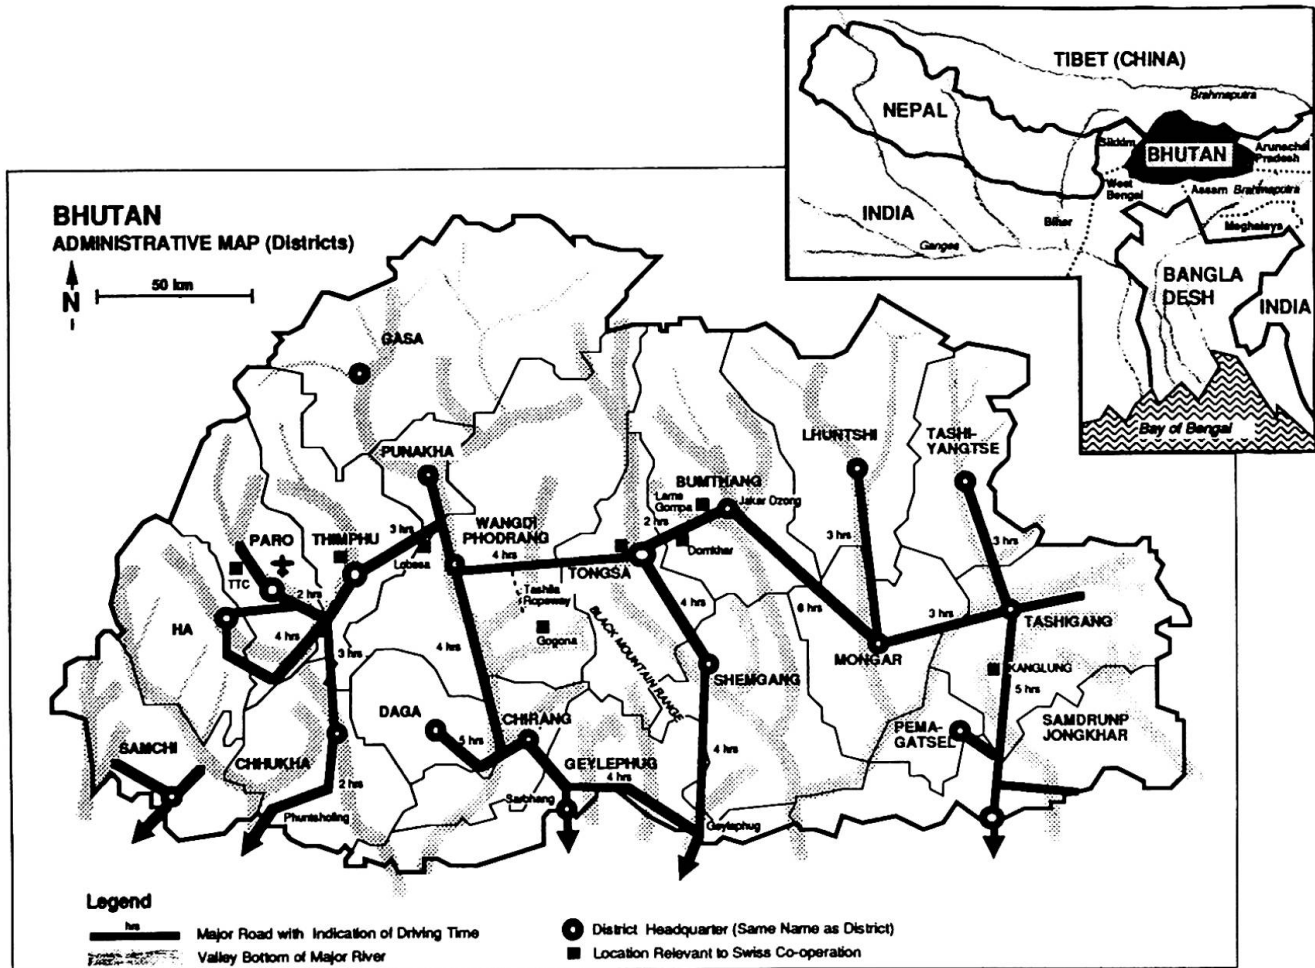 TIBET (CHINA)
Brahmaputra
NEPAL
Sikkim
BHUTAN
Arunachal
Pradesh
West
Bengal
Assam Brahmaputra
INDIA
Bihar
Meghalaya
Ganges
BANGLA
DESH
INDIA
Bay of Bengal
BHUTAN
ADMINISTRATIVE MAP (Districts)
N
50 km
GASA
PUNAKHA
LHUNTSHI
TASHI-
YANGTSE
BUMTHANG
Lame
Gompa
Jakar Dzong
2 hrs
3 hrs
WANGDI
PHODRANG
PARO
THIMPHU
Lobesa
4 hrs
Domkhar
3 hrs
3 hrs
TTC
TONGSA
2 hrs
Tashila
Ropeway
4 hrs
6 hrs
3 hrs
TASHIGANG
HA
4 hrs
Gogona
BLACK MOUNTAIN RANGE
3 hrs
4 hrs
MONGAR
KANGLUNG
SHEMGANG
5 hrs
DAGA
CHIRANG
PEMA-
GATSEL
SAMDRUNP
JONGKHAR
5 hrs
SAMCHI
CHHUKHA
GEYLEPHUG
4 hrs
4 hrs
2 hrs
Sarbhang
Phuntsholing
Geylephug
Legend
hrs
Major Road with Indication of Driving Time
Valley Bottom of Major River
District Headquarter (Same Name as District)
Location Relevant to Swiss Co-operation